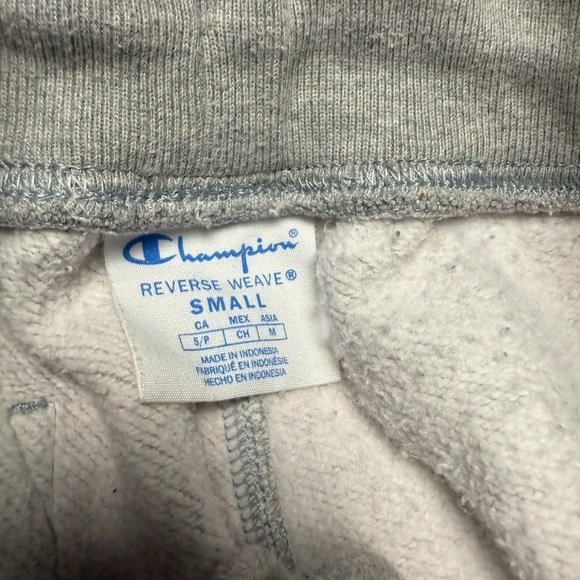 Champion®
REVERSE WEAVE®
SMALL
CA MEX ASIA
S/P CH M
MADE IN INDONESIA
FABRIQUÉ EN INDONÉSIE
HECHO EN INDONESIA